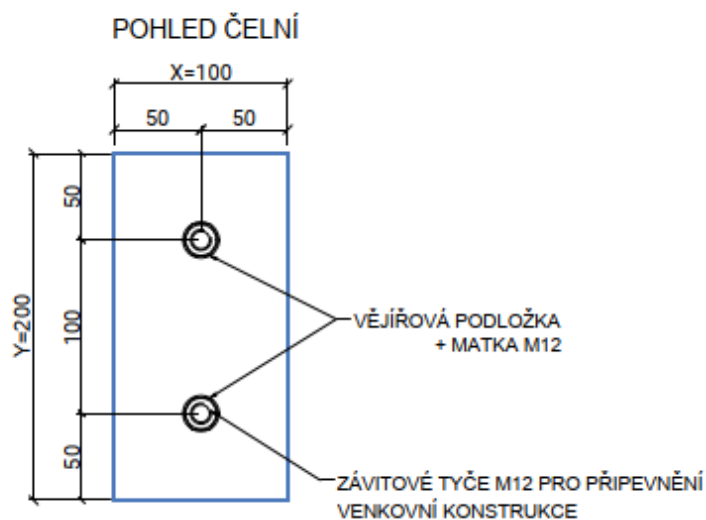 POHLED ČELNÍ
X=100
50 50
50
Y=200
100
50
VĚJÍŘOVÁ PODLOŽKA
+ MATKA M12
ZÁVITOVÉ TYČE M12 PRO PŘIPEVNĚNÍ
VENKOVNÍ KONSTRUKCE